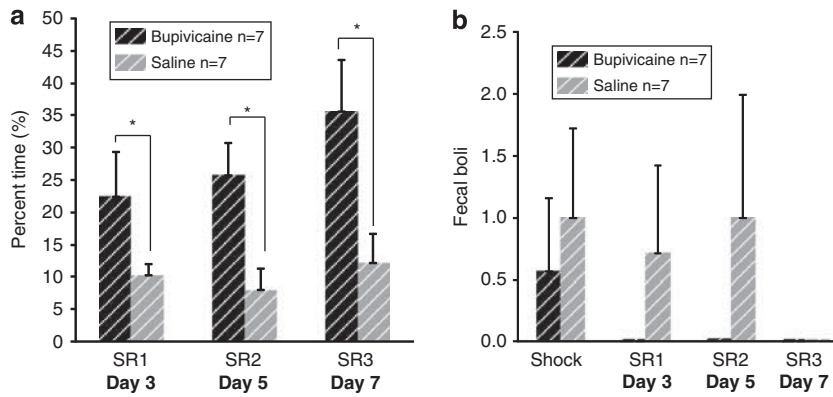 a
50
45
40
35
30
25
20
15
10
5
0
Percent time (%)
Bupivicaine n=7
Saline n=7
*
*
*
SR1
Day 3
SR2
Day 5
SR3
Day 7
b
2.5
2.0
1.5
1.0
0.5
0.0
Fecal boli
Bupivicaine n=7
Saline n=7
Shock
SR1
Day 3
SR2
Day 5
SR3
Day 7